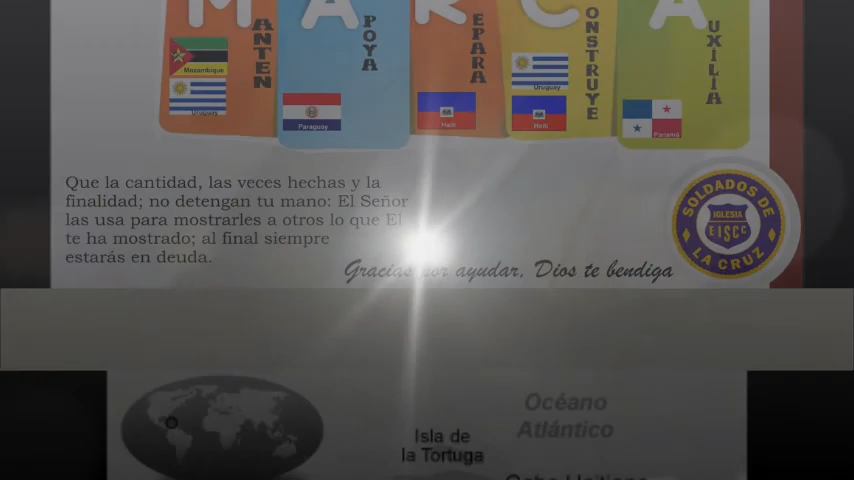 MARCA
ANTEN
POYA
EPARA
ONSTRUYE
UXILIA
Mozambique
Uruguay
Paraguay
Haiti
Uruguay
Haiti
Panamá
Que la cantidad, las veces hechas y la
finalidad; no detengan tu mano: El Señor
las usa para mostrarles a otros lo que El
te ha mostrado; al final siempre
estarás en deuda.
Gracias por ayudar, Dios te bendiga
SOLDADOS DE
IGLESIA
EISCC
LA CRUZ
Océano
Atlántico
Isla de
la Tortuga